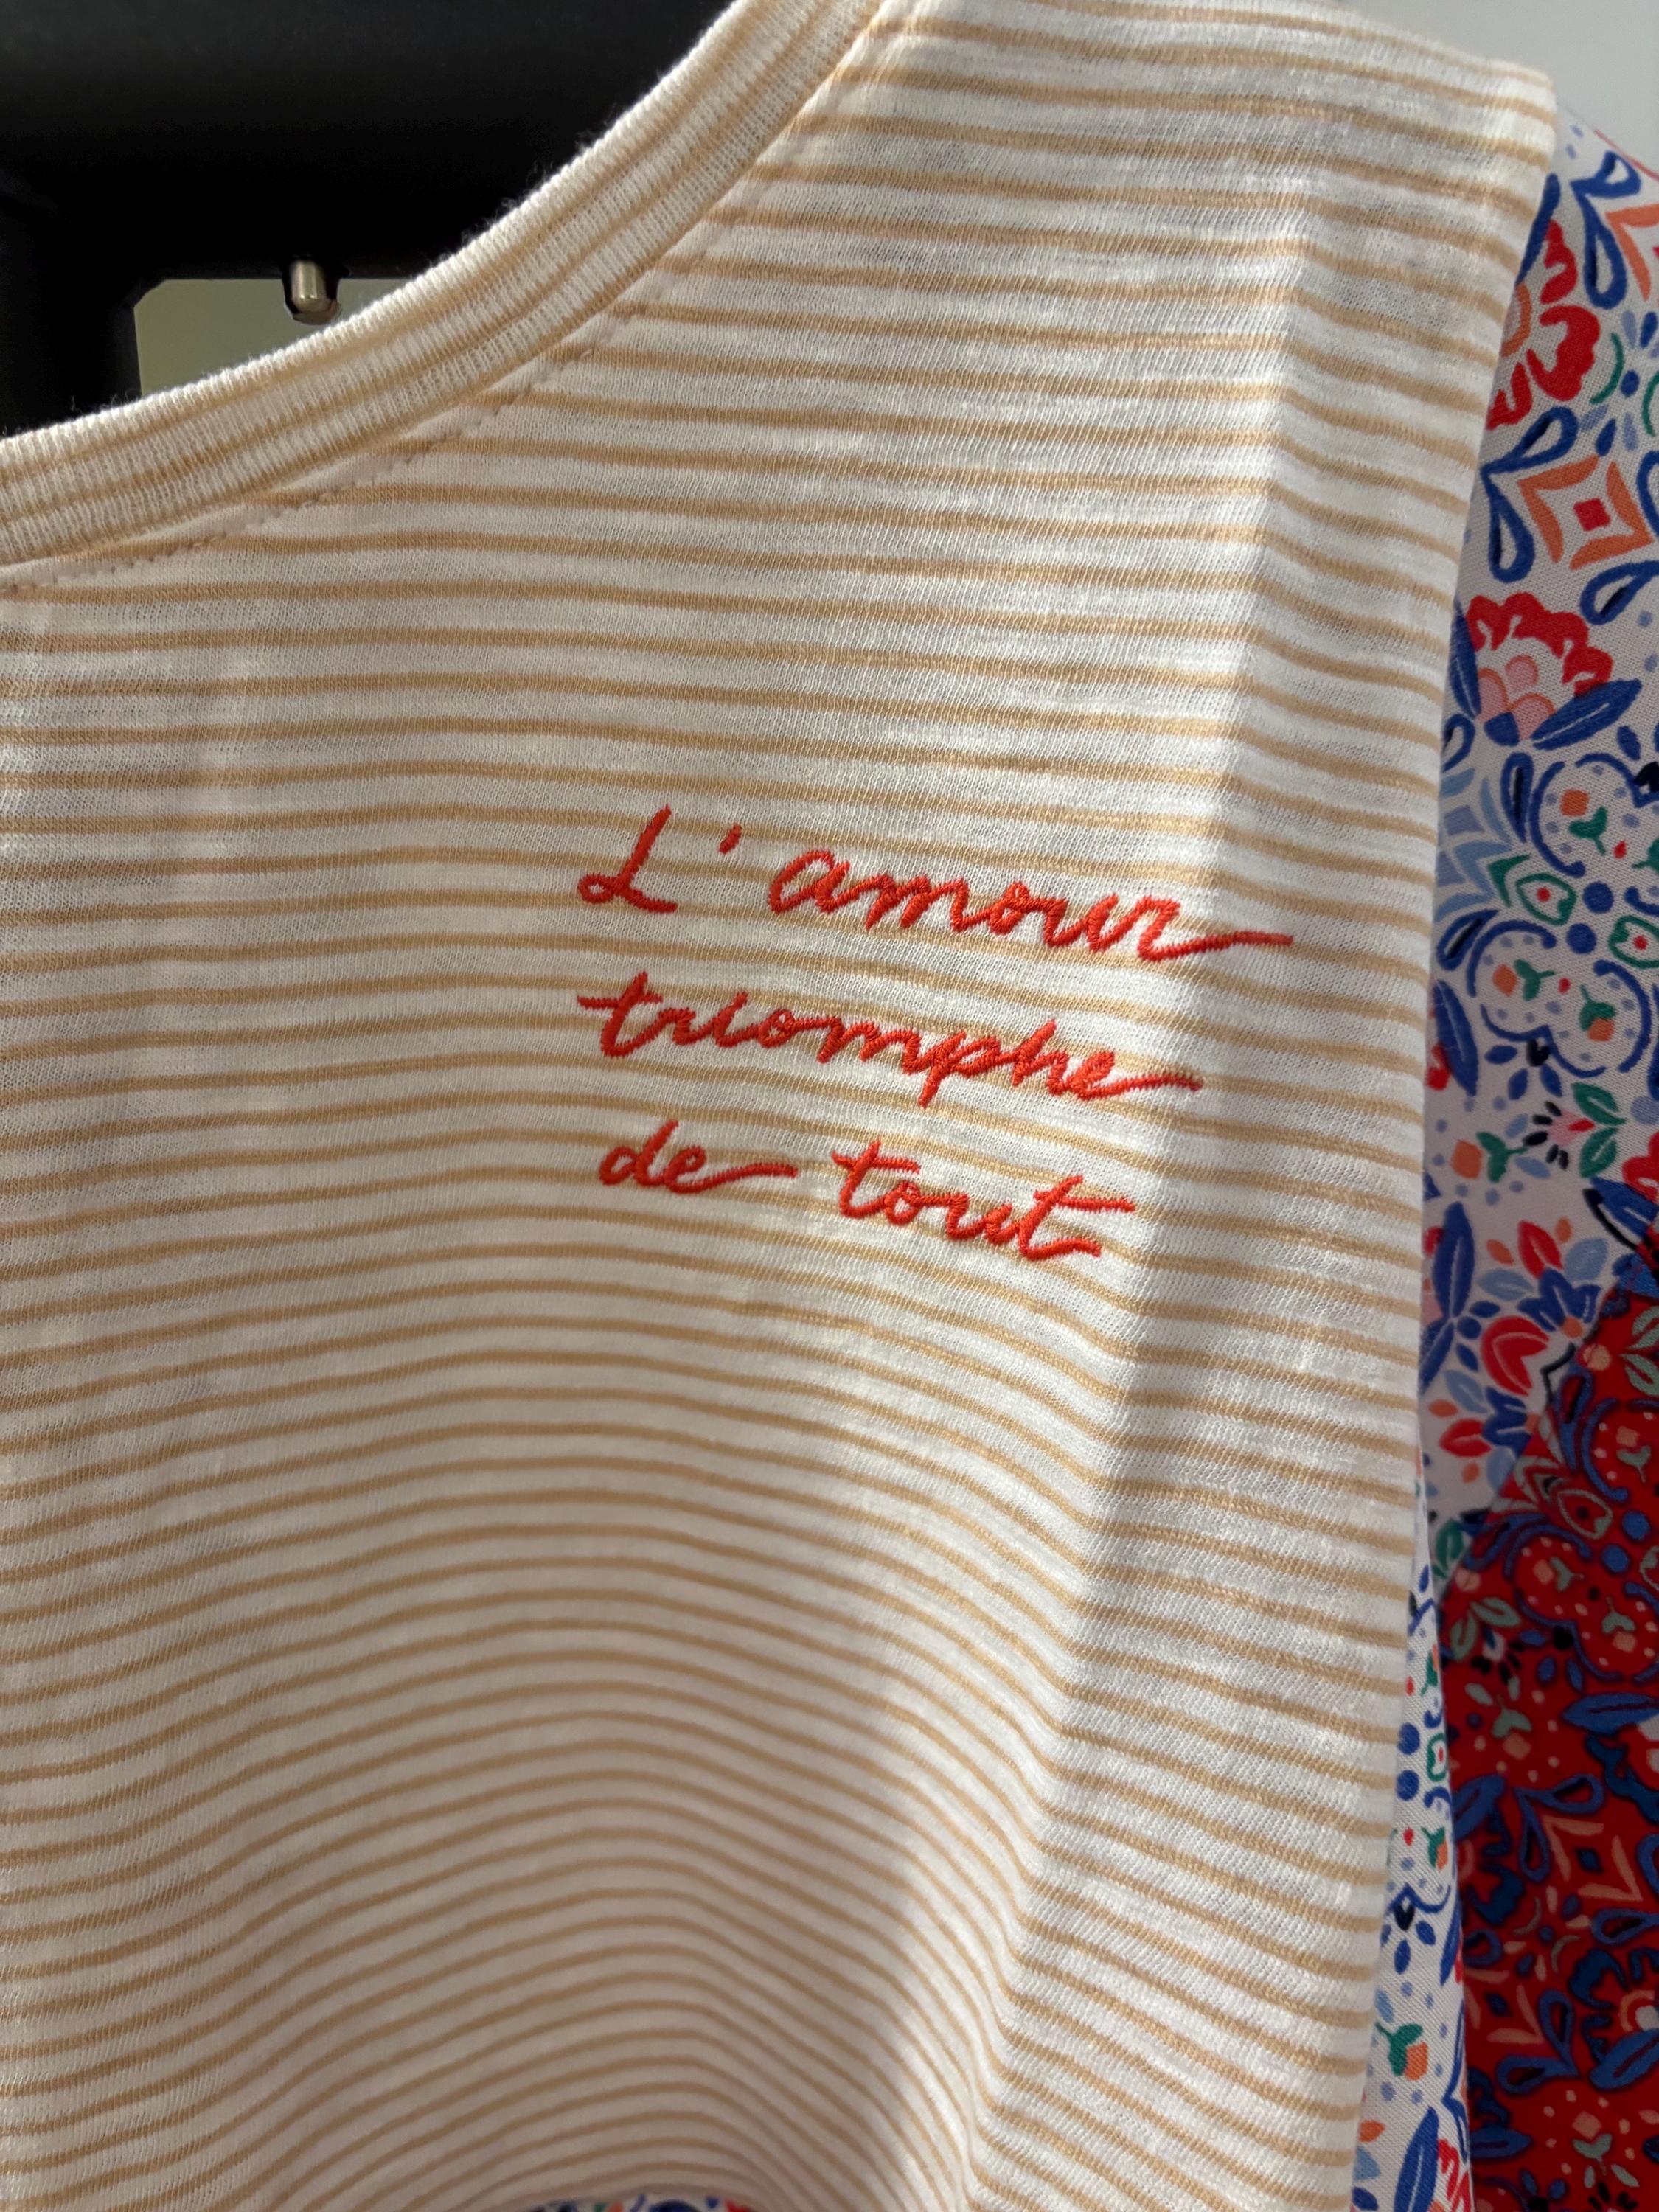 L'amour
triomphe
de tout